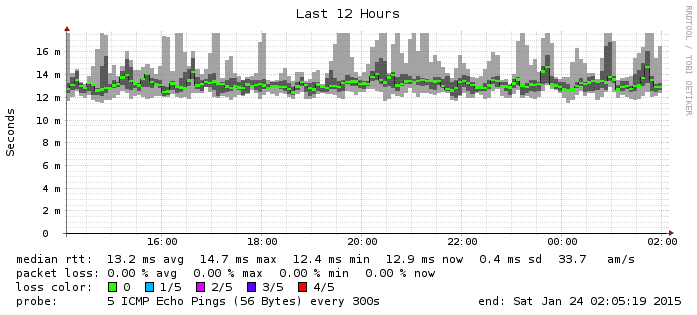 Last 12 Hours
RRDTOOL / TOBI OETIKER
Seconds
16 m
14 m
12 m
10 m
8 m
6 m
4 m
2 m
0
16:00 18:00 20:00 22:00 00:00 02:00
median rtt: 13.2 ms avg 14.7 ms max 12.4 ms min 12.9 ms now 0.4 ms sd 33.7 am/s
packet loss: 0.00 % avg 0.00 % max 0.00 % min 0.00 % now
loss color: 0 1/5 2/5 3/5 4/5
probe: 5 ICMP Echo Pings (56 Bytes) every 300s end: Sat Jan 24 02:05:19 2015